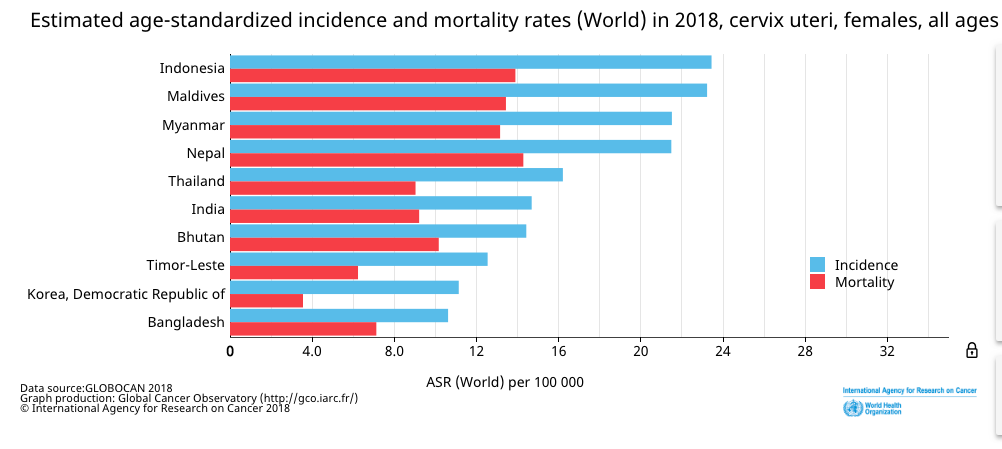 Estimated age-standardized incidence and mortality rates (World) in 2018, cervix uteri, females, all ages
Indonesia
Maldives
Myanmar
Nepal
Thailand
India
Bhutan
Timor-Leste
Korea, Democratic Republic of
Bangladesh
Incidence
Mortality
0 4.0 8.0 12 16 20 24 28 32
ASR (World) per 100 000
Data source:GLOBOCAN 2018
Graph production: Global Cancer Observatory (http://gco.iarc.fr/)
© International Agency for Research on Cancer 2018
International Agency for Research on Cancer
World Health
Organization